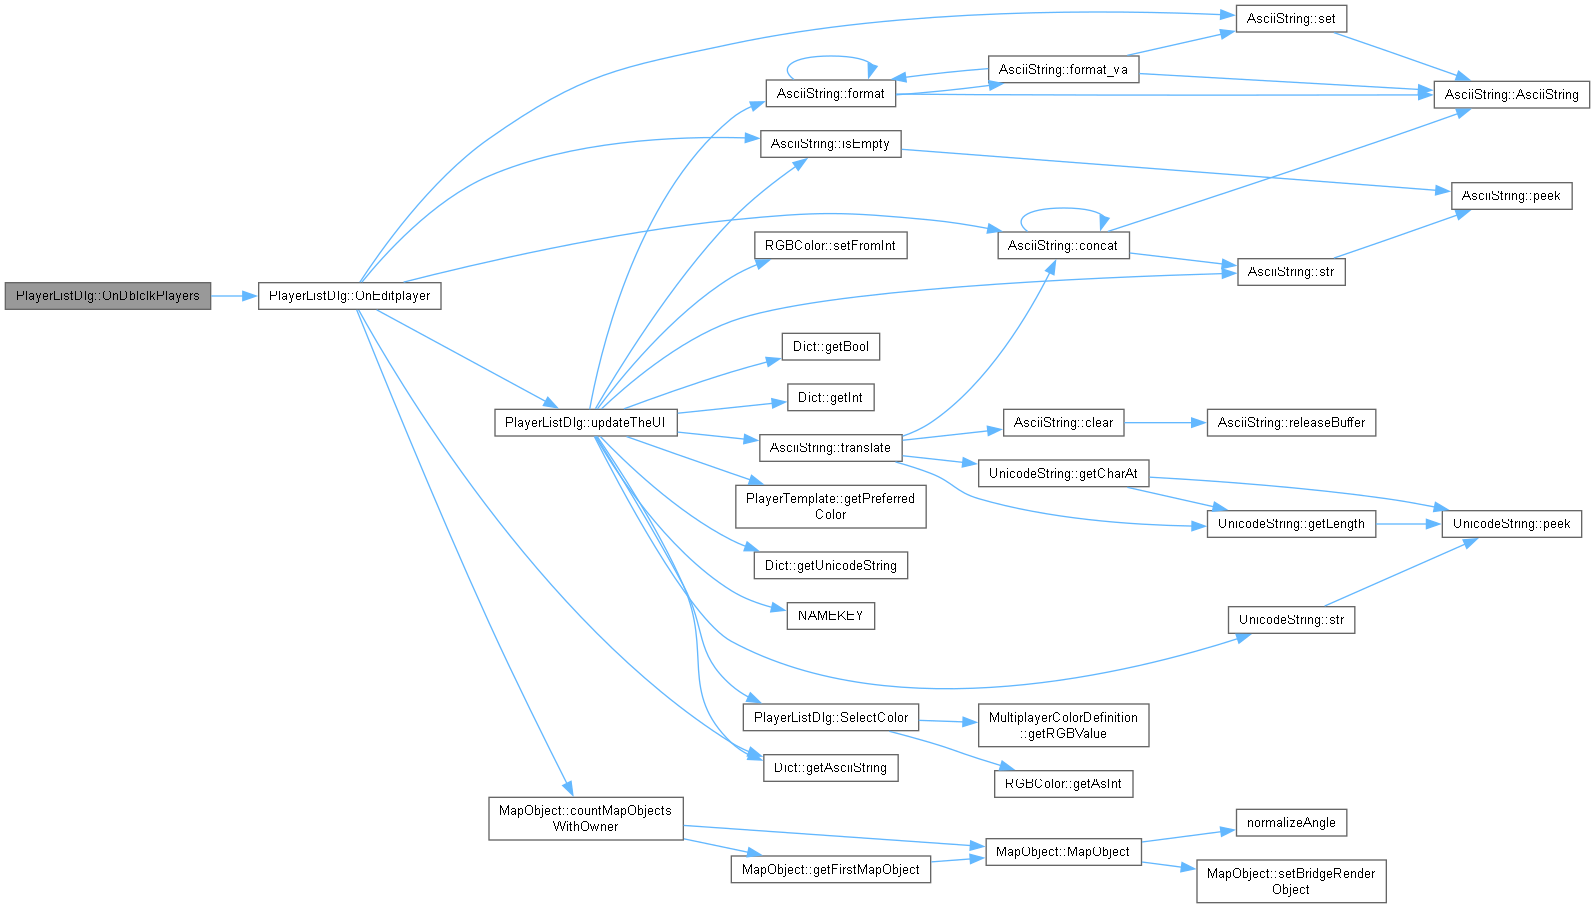 AsciiString::set
AsciiString::format_va
AsciiString::format
AsciiString::AsciiString
AsciiString::isEmpty
AsciiString::peek
RGBColor::setFromInt
AsciiString::concat
AsciiString::str
PlayerListDlg::OnDblclkPlayers
PlayerListDlg::OnEditplayer
Dict::getBool
Dict::getInt
PlayerListDlg::updateTheUI
AsciiString::clear
AsciiString::releaseBuffer
AsciiString::translate
UnicodeString::getCharAt
PlayerTemplate::getPreferred
Color
UnicodeString::getLength
UnicodeString::peek
Dict::getUnicodeString
NAMEKEY
UnicodeString::str
PlayerListDlg::SelectColor
MultiplayerColorDefinition
::getRGBValue
Dict::getAsciiString
RGBColor::getAsInt
MapObject::countMapObjects
WithOwner
normalizeAngle
MapObject::MapObject
MapObject::getFirstMapObject
MapObject::setBridgeRender
Object